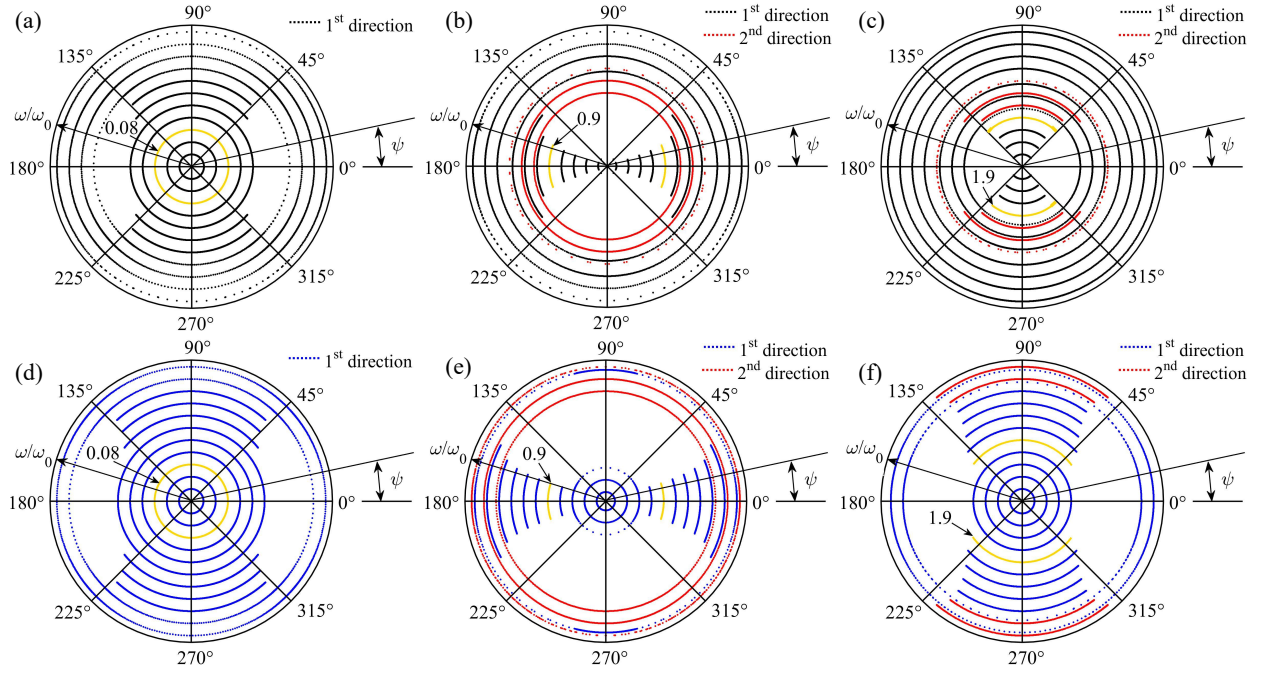 (a)
90°
1st direction
135°
45°
ω/ω0
0.08
ψ
180°
0°
225°
315°
270°
(b)
90°
1st direction
2nd direction
135°
45°
ω/ω0
0.9
ψ
180°
0°
225°
315°
270°
(c)
90°
1st direction
2nd direction
135°
45°
ω/ω0
1.9
ψ
180°
0°
225°
315°
270°
(d)
90°
1st direction
135°
45°
ω/ω0
0.08
ψ
180°
0°
225°
315°
270°
(e)
90°
1st direction
2nd direction
135°
45°
ω/ω0
0.9
ψ
180°
0°
225°
315°
270°
(f)
90°
1st direction
2nd direction
135°
45°
ω/ω0
1.9
ψ
180°
0°
225°
315°
270°